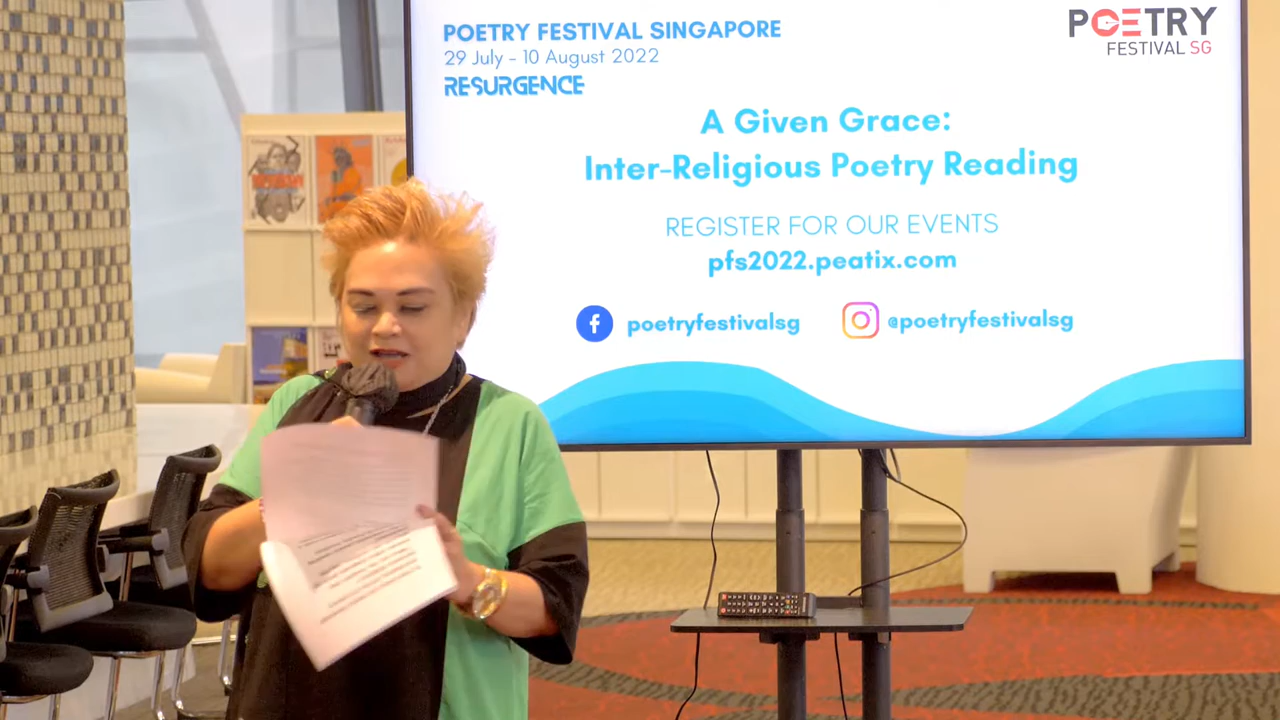 POETRY FESTIVAL SINGAPORE
29 July - 10 August 2022
RESURGENCE
POETRY
FESTIVAL SG
A Given Grace:
Inter-Religious Poetry Reading
REGISTER FOR OUR EVENTS
pfs2022.peatix.com
poetryfestivalsg
@poetryfestivalsg